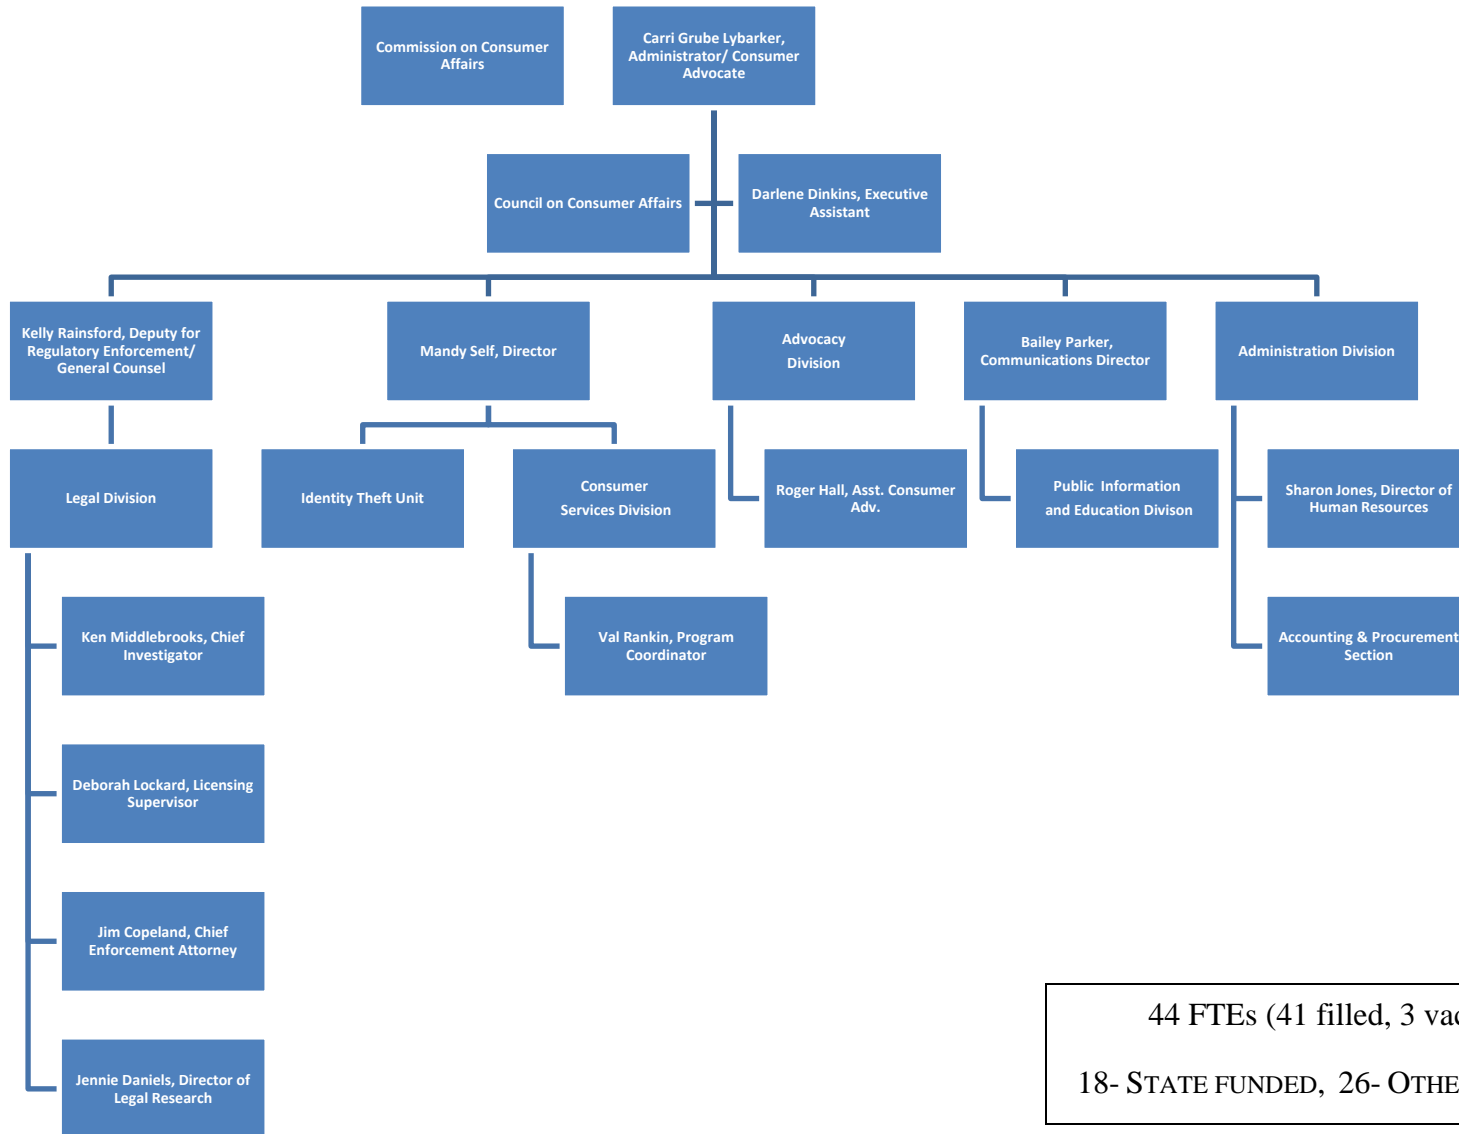 Commission on Consumer
Affairs
Carri Grube Lybarker,
Administrator/ Consumer
Advocate
Council on Consumer Affairs
Darlene Dinkins, Executive
Assistant
Kelly Rainsford, Deputy for
Regulatory Enforcement/
General Counsel
Mandy Self, Director
Advocacy
Division
Bailey Parker,
Communications Director
Administration Division
Legal Division
Identity Theft Unit
Consumer
Services Division
Roger Hall, Asst. Consumer
Adv.
Public Information
and Education Divison
Sharon Jones, Director of
Human Resources
Ken Middlebrooks, Chief
Investigator
Val Rankin, Program
Coordinator
Accounting & Procurement
Section
Deborah Lockard, Licensing
Supervisor
Jim Copeland, Chief
Enforcement Attorney
Jennie Daniels, Director of
Legal Research
44 FTEs (41 filled, 3
18- STATE FUNDED, 26-